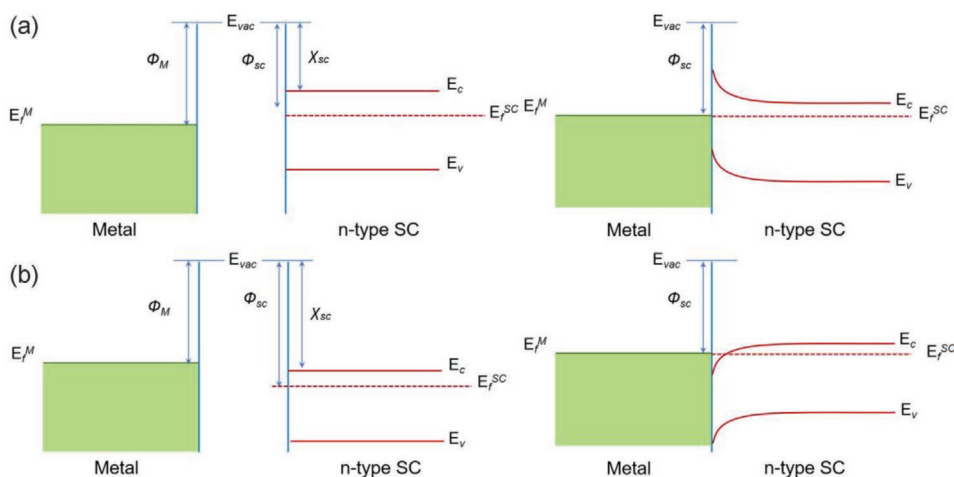 (a)
E_vac
Φ_M
Φ_sc
χ_sc
E_f^M
E_c
E_f^SC
E_v
Metal
n-type SC
E_vac
Φ_sc
E_f^M
E_c
E_f^SC
E_v
Metal
n-type SC
(b)
E_vac
Φ_M
Φ_sc
χ_sc
E_f^M
E_c
E_f^SC
E_v
Metal
n-type SC
E_vac
Φ_sc
E_f^M
E_c
E_f^SC
E_v
Metal
n-type SC